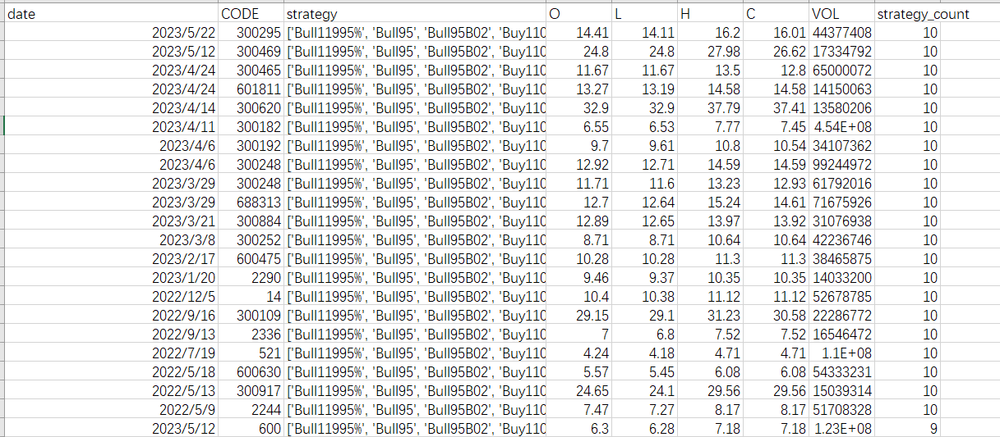 date CODE strategy O L H C VOL strategy_count
2023/5/22 300295 ['Bull11995%', 'Bull95', 'Bull95B02', 'Buy110 14.41 14.11 16.2 16.01 44377408 10
2023/5/12 300469 ['Bull11995%', 'Bull95', 'Bull95B02', 'Buy110 24.8 24.8 27.98 26.62 17334792 10
2023/4/24 300465 ['Bull11995%', 'Bull95', 'Bull95B02', 'Buy110 11.67 11.67 13.5 12.8 65000072 10
2023/4/24 601811 ['Bull11995%', 'Bull95', 'Bull95B02', 'Buy110 13.27 13.19 14.58 14.58 14150063 10
2023/4/14 300620 ['Bull11995%', 'Bull95', 'Bull95B02', 'Buy110 32.9 32.9 37.79 37.41 13580206 10
2023/4/11 300182 ['Bull11995%', 'Bull95', 'Bull95B02', 'Buy110 6.55 6.53 7.77 7.45 4.54E+08 10
2023/4/6 300192 ['Bull11995%', 'Bull95', 'Bull95B02', 'Buy110 9.7 9.61 10.8 10.54 34107362 10
2023/4/6 300248 ['Bull11995%', 'Bull95', 'Bull95B02', 'Buy110 12.92 12.71 14.59 14.59 99244972 10
2023/3/29 300248 ['Bull11995%', 'Bull95', 'Bull95B02', 'Buy110 11.71 11.6 13.23 12.93 61792016 10
2023/3/29 688313 ['Bull11995%', 'Bull95', 'Bull95B02', 'Buy110 12.7 12.64 15.24 14.61 71675926 10
2023/3/21 300884 ['Bull11995%', 'Bull95', 'Bull95B02', 'Buy110 12.89 12.65 13.97 13.92 31076938 10
2023/3/8 300252 ['Bull11995%', 'Bull95', 'Bull95B02', 'Buy110 8.71 8.71 10.64 10.64 42236746 10
2023/2/17 600475 ['Bull11995%', 'Bull95', 'Bull95B02', 'Buy110 10.28 10.28 11.3 11.3 38465875 10
2023/1/20 2290 ['Bull11995%', 'Bull95', 'Bull95B02', 'Buy110 9.46 9.37 10.35 10.35 14033200 10
2022/12/5 14 ['Bull11995%', 'Bull95', 'Bull95B02', 'Buy110 10.4 10.38 11.12 11.12 52678785 10
2022/9/16 300109 ['Bull11995%', 'Bull95', 'Bull95B02', 'Buy110 29.15 29.1 31.23 30.58 22286772 10
2022/9/13 2336 ['Bull11995%', 'Bull95', 'Bull95B02', 'Buy110 7 6.8 7.52 7.52 16546472 10
2022/7/19 521 ['Bull11995%', 'Bull95', 'Bull95B02', 'Buy110 4.24 4.18 4.71 4.71 1.1E+08 10
2022/5/18 600630 ['Bull11995%', 'Bull95', 'Bull95B02', 'Buy110 5.57 5.45 6.08 6.08 54333231 10
2022/5/13 300917 ['Bull11995%', 'Bull95', 'Bull95B02', 'Buy110 24.65 24.1 29.56 29.56 15039314 10
2022/5/9 2244 ['Bull11995%', 'Bull95', 'Bull95B02', 'Buy110 7.47 7.27 8.17 8.17 51708328 10
2023/5/12 600 ['Bull11995%', 'Bull95', 'Bull95B02', 'Buy110 6.3 6.28 7.18 7.18 1.23E+08 9